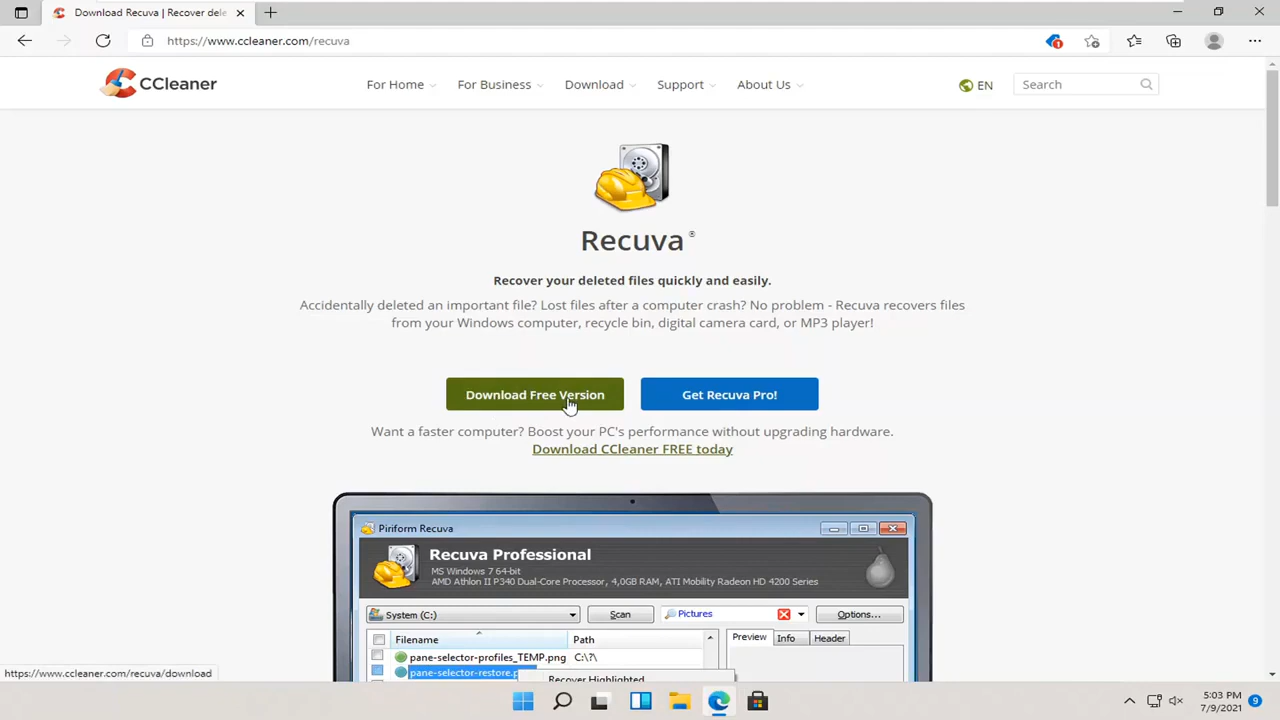 Download Recuva | Recover dele
https://www.ccleaner.com/recuva
1
CCleaner
For Home
For Business
Download
Support
About Us
EN
Search
Recuva ®
Recover your deleted files quickly and easily.
Accidentally deleted an important file? Lost files after a computer crash? No problem - Recuva recovers files
from your Windows computer, recycle bin, digital camera card, or MP3 player!
Download Free Version
Get Recuva Pro!
Want a faster computer? Boost your PC's performance without upgrading hardware.
Download CCleaner FREE today
Piriform Recuva
Recuva Professional
MS Windows 7 64-bit
AMD Athlon II P340 Dual-Core Processor, 4,0GB RAM, ATI Mobility Radeon HD 4200 Series
System (C:)
Scan
Pictures
Options...
Filename
Path
Preview
Info
Header
pane-selector-profiles_TEMP.png
C:\?\
pane-selector-restore.p
Recover Highlighted
https://www.ccleaner.com/recuva/download
5:03 PM
7/9/2021
9